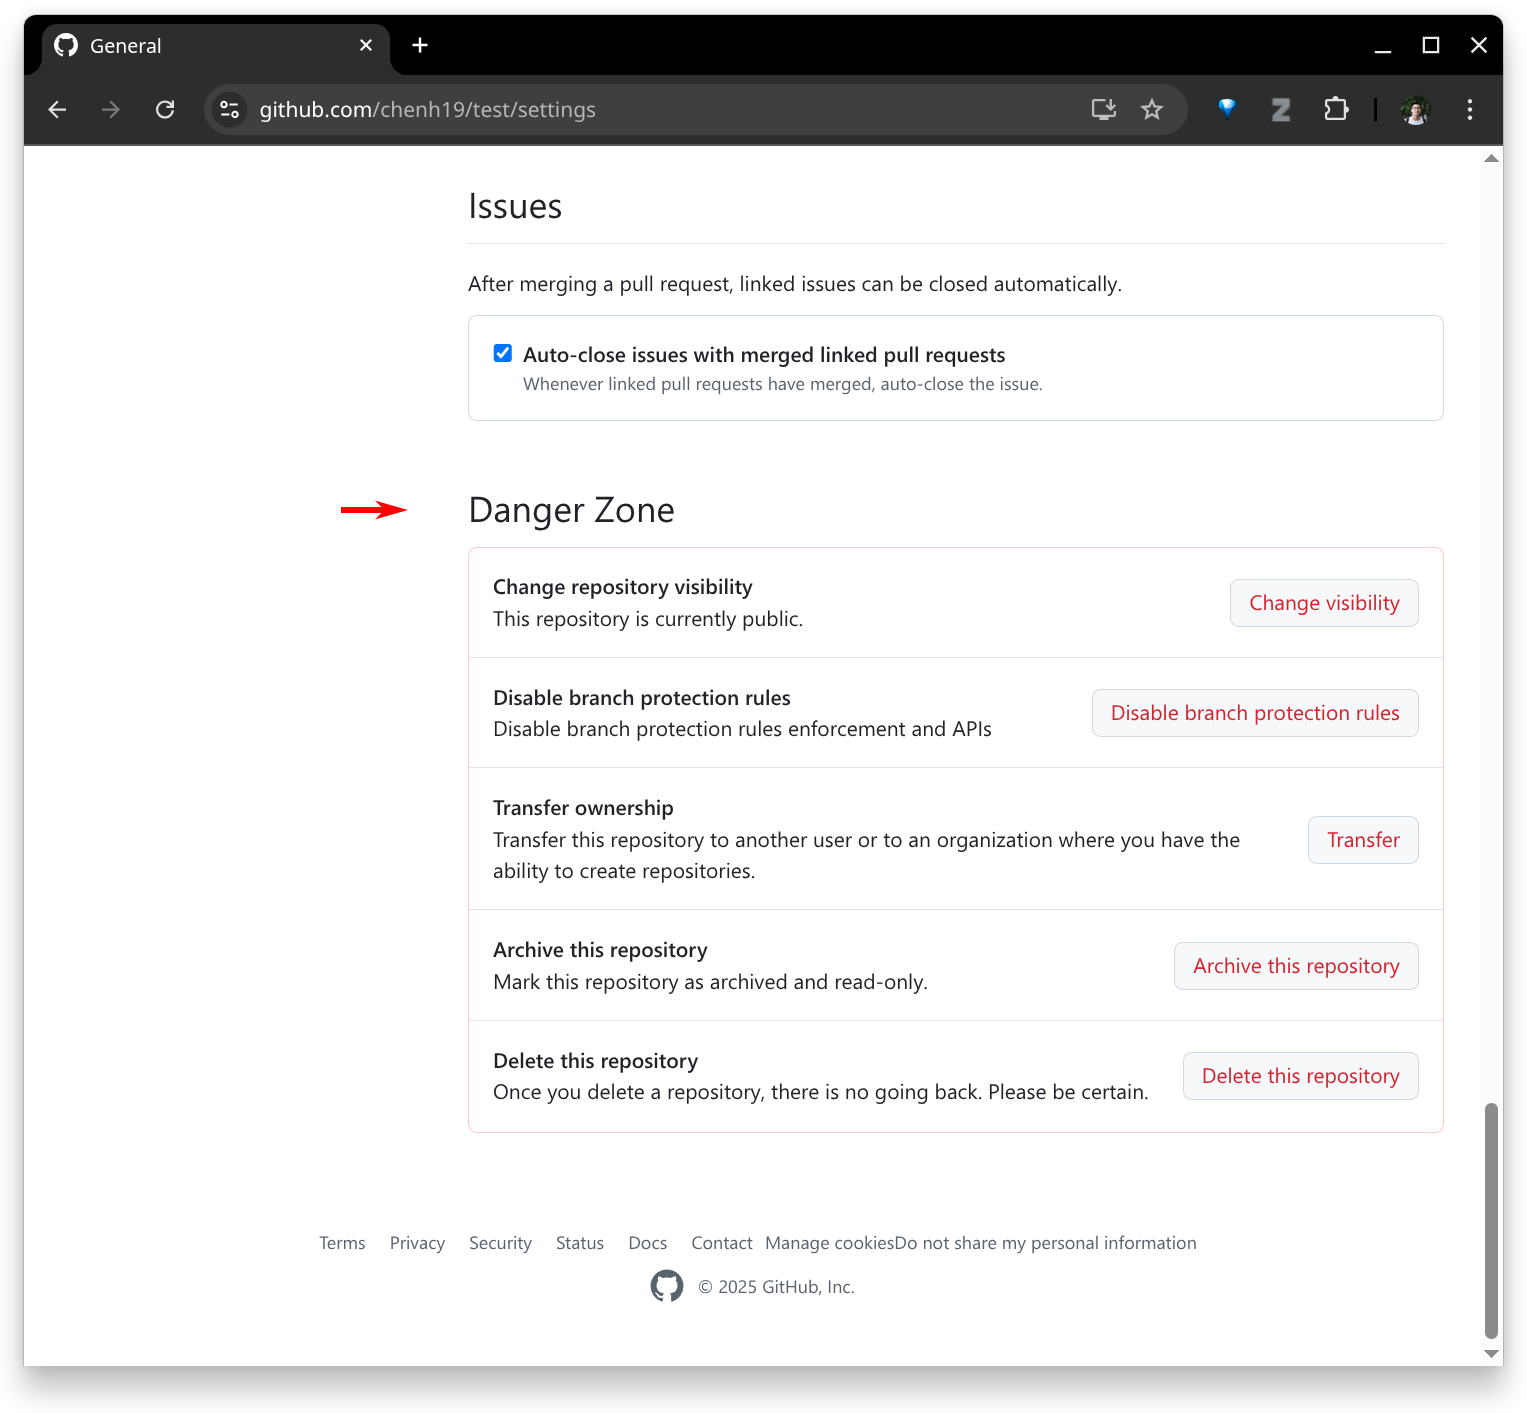 General
github.com/chenh19/test/settings
Issues
After merging a pull request, linked issues can be closed automatically.
Auto-close issues with merged linked pull requests
Whenever linked pull requests have merged, auto-close the issue.
Danger Zone
Change repository visibility
This repository is currently public.
Change visibility
Disable branch protection rules
Disable branch protection rules enforcement and APIs
Disable branch protection rules
Transfer ownership
Transfer this repository to another user or to an organization where you have the
ability to create repositories.
Transfer
Archive this repository
Mark this repository as archived and read-only.
Archive this repository
Delete this repository
Once you delete a repository, there is no going back. Please be certain.
Delete this repository
Terms Privacy Security Status Docs Contact Manage cookiesDo not share my personal information
© 2025 GitHub, Inc.